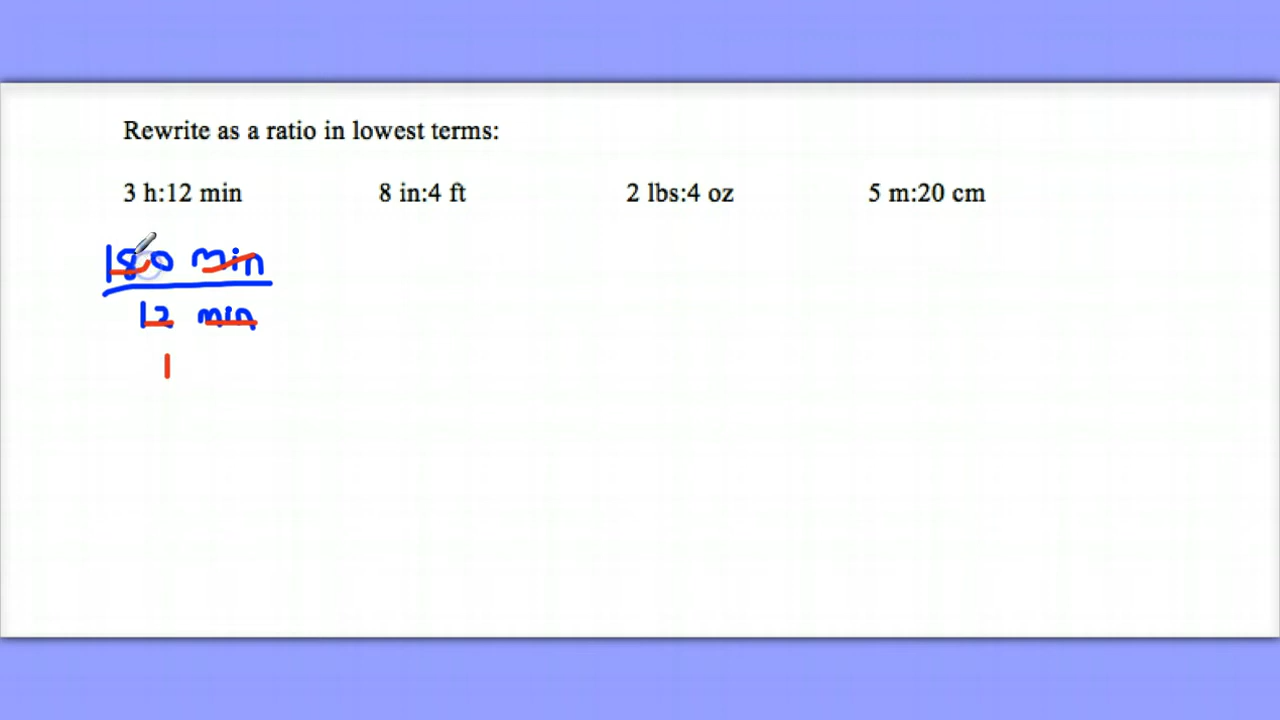 Rewrite as a ratio in lowest terms:
3 h:12 min 8 in:4 ft 2 lbs:4 oz 5 m:20 cm
180 min
12 min
1